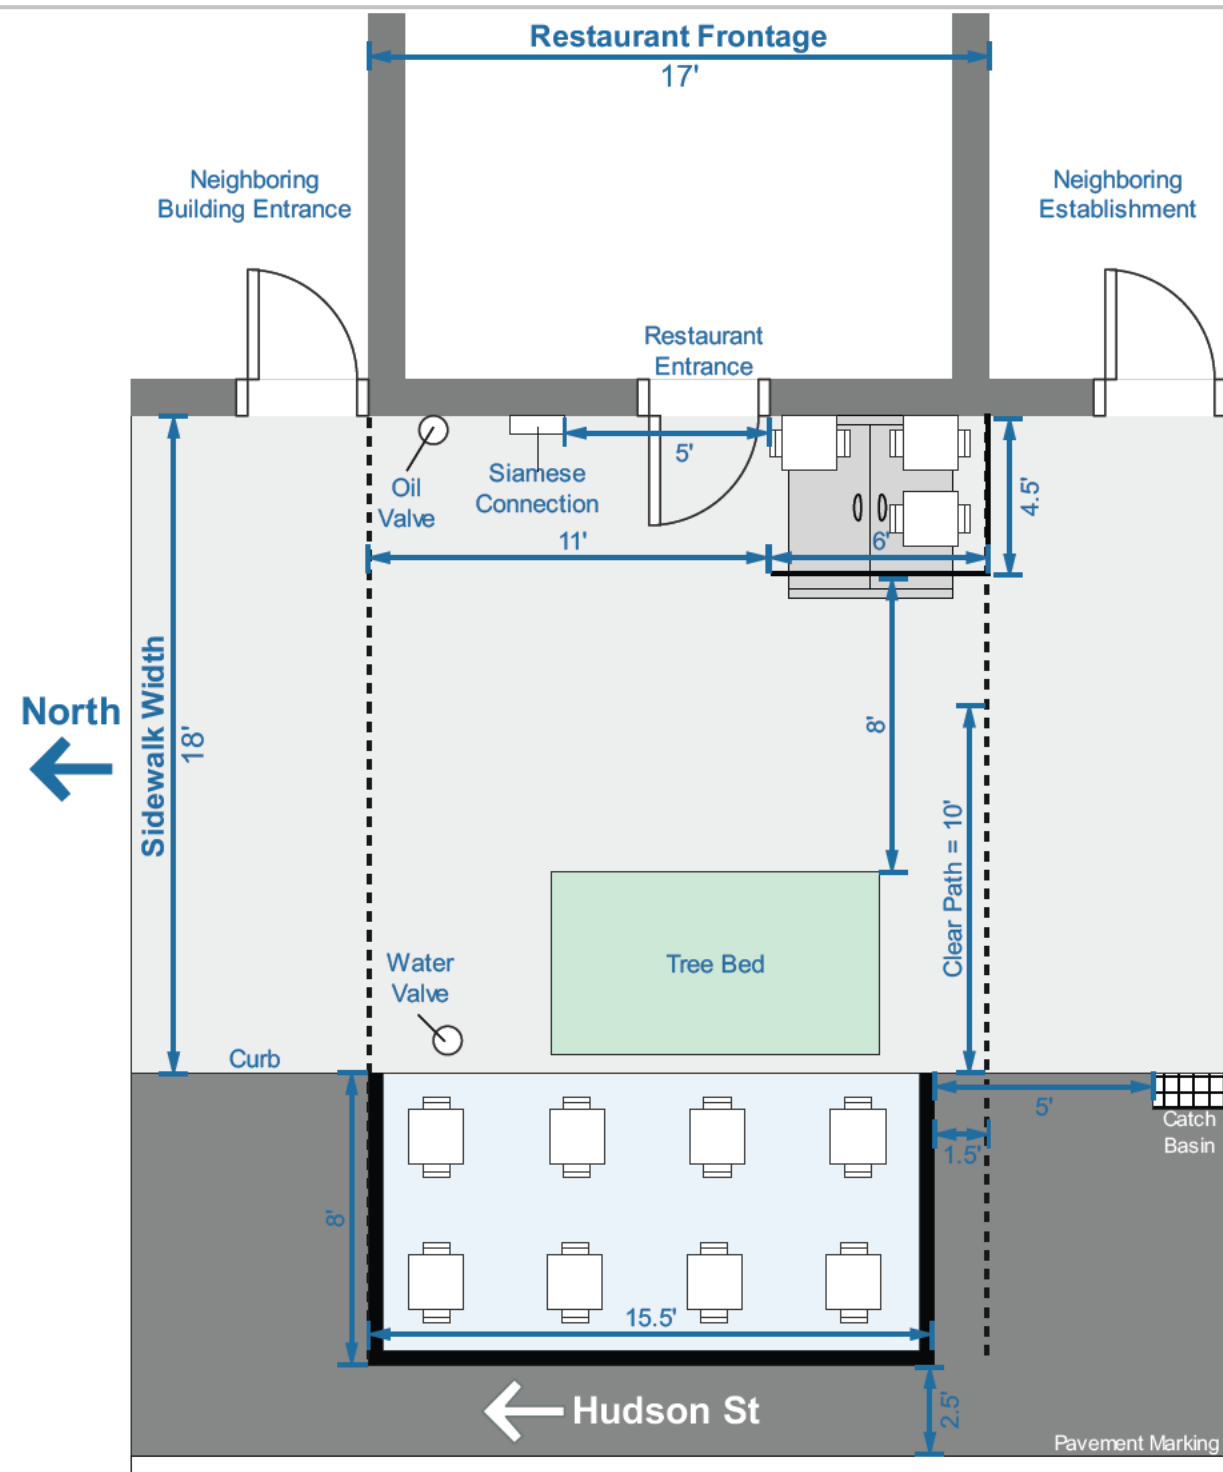 Restaurant Frontage
17'
Neighboring
Building Entrance
Neighboring
Establishment
Restaurant
Entrance
5'
Siamese
Connection
Oil
Valve
4.5'
11'
6'
North
Sidewalk Width
18'
8'
Clear Path = 10'
Tree Bed
Water
Valve
Curb
5'
Catch
Basin
1.5'
8'
15.5'
Hudson St
2.5'
Pavement Marking